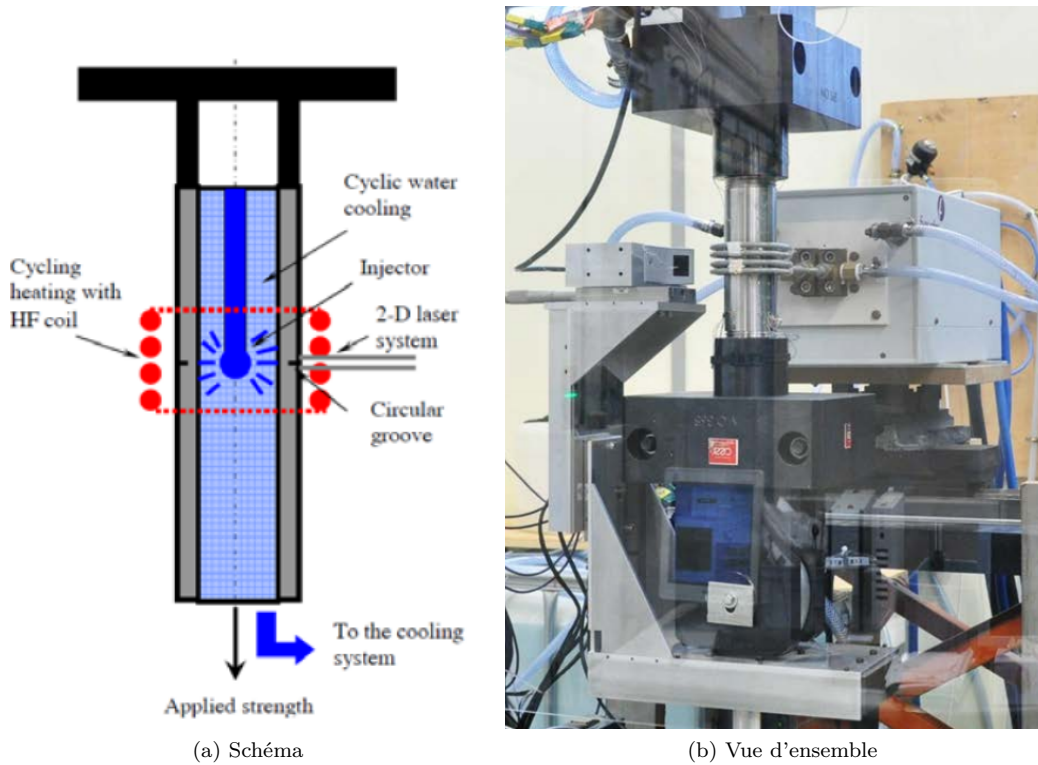 Cyclic water
cooling
Injector
Cycling
heating with
HF coil
2-D laser
system
Circular
groove
To the cooling
system
Applied strength
(a) Schéma
(b) Vue d'ensemble